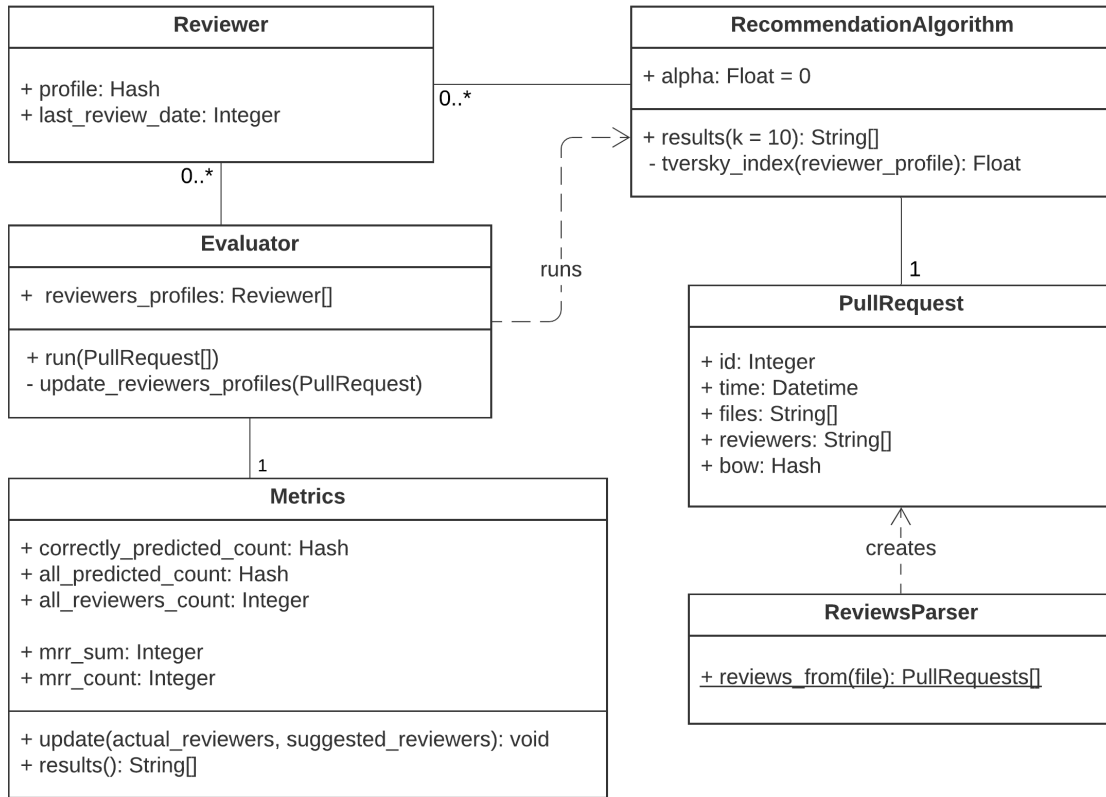 Reviewer
+ profile: Hash
+ last_review_date: Integer
0..*
0..*
RecommendationAlgorithm
+ alpha: Float = 0
+ results(k = 10): String[]
- tversky_index(reviewer_profile): Float
Evaluator
+ reviewers_profiles: Reviewer[]
+ run(PullRequest[])
- update_reviewers_profiles(PullRequest)
runs
1
PullRequest
+ id: Integer
+ time: Datetime
+ files: String[]
+ reviewers: String[]
+ bow: Hash
1
Metrics
+ correctly_predicted_count: Hash
+ all_predicted_count: Hash
+ all_reviewers_count: Integer
+ mrr_sum: Integer
+ mrr_count: Integer
+ update(actual_reviewers, suggested_reviewers): void
+ results(): String[]
creates
ReviewsParser
+ reviews_from(file): PullRequests[]